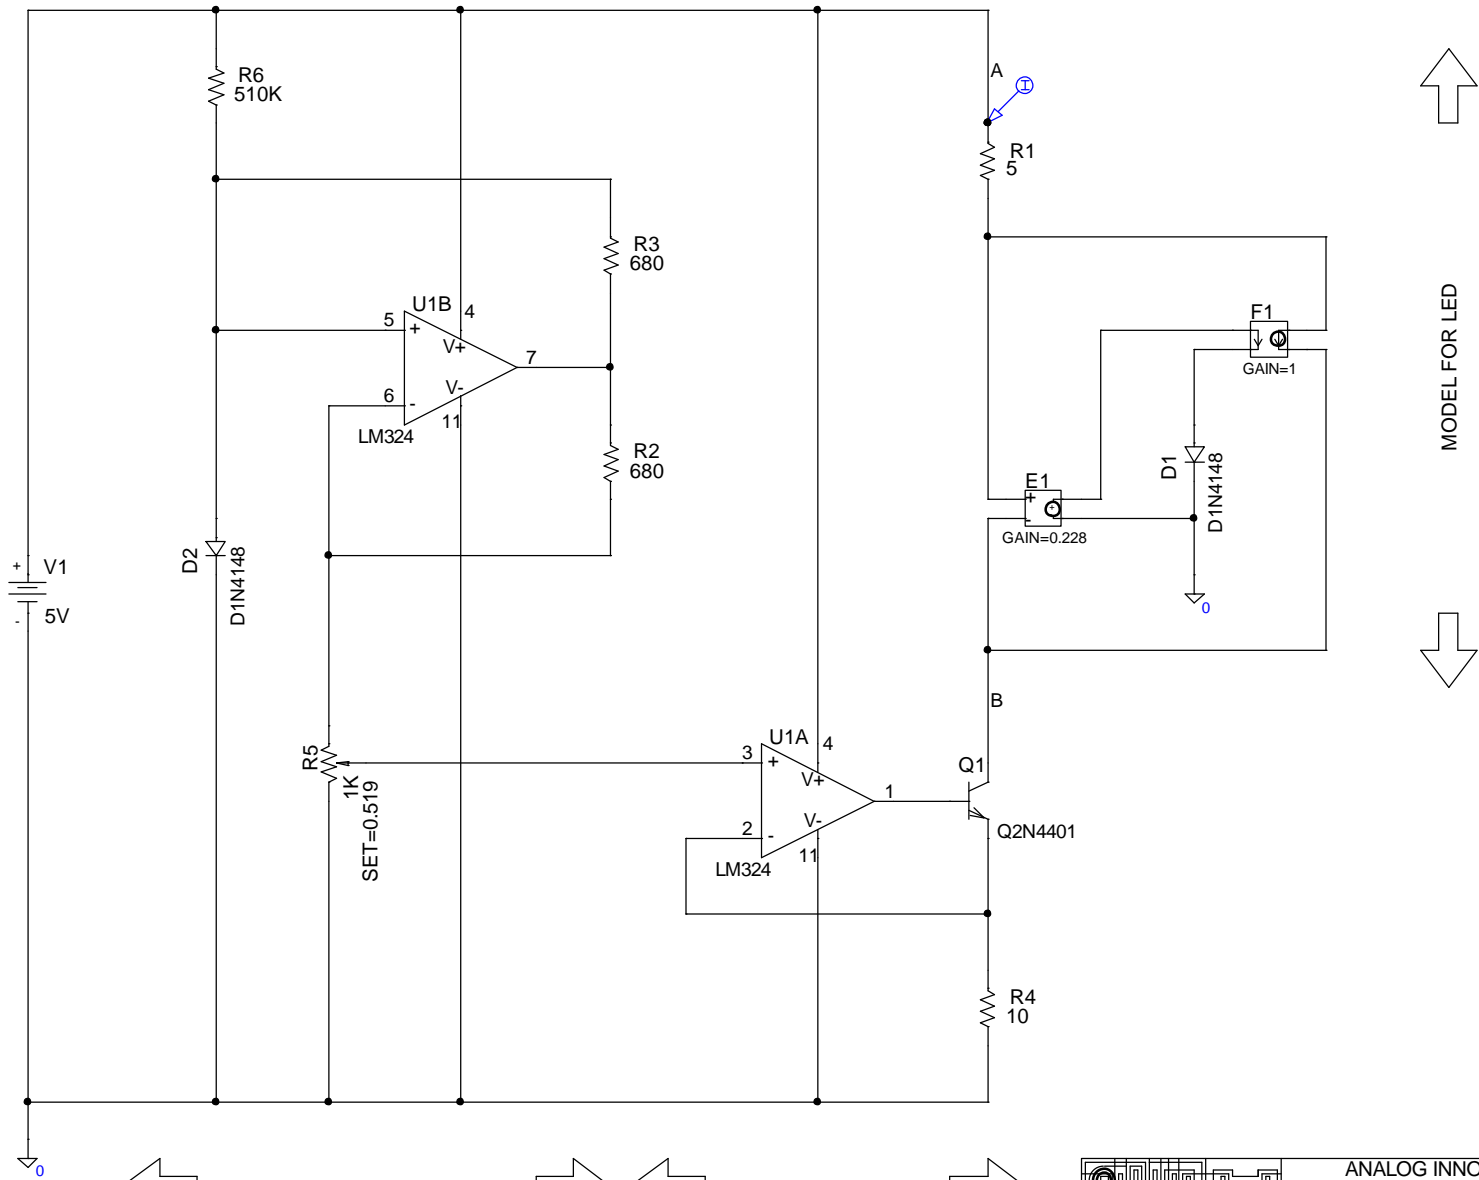 A
R6
510K
R1
5
R3
680
U1B
4
5
+
V+
7
F1
GAIN=1
6
-
V-
11
LM324
R2
680
MODEL FOR LED
D1
D1N4148
E1
+
-
GAIN=0.228
D2
D1N4148
+
V1
-
5V
0
B
R5
1K
SET=0.519
U1A
4
3
+
V+
1
Q1
Q2N4401
2
-
V-
11
LM324
R4
10
0
ANALOG INNO